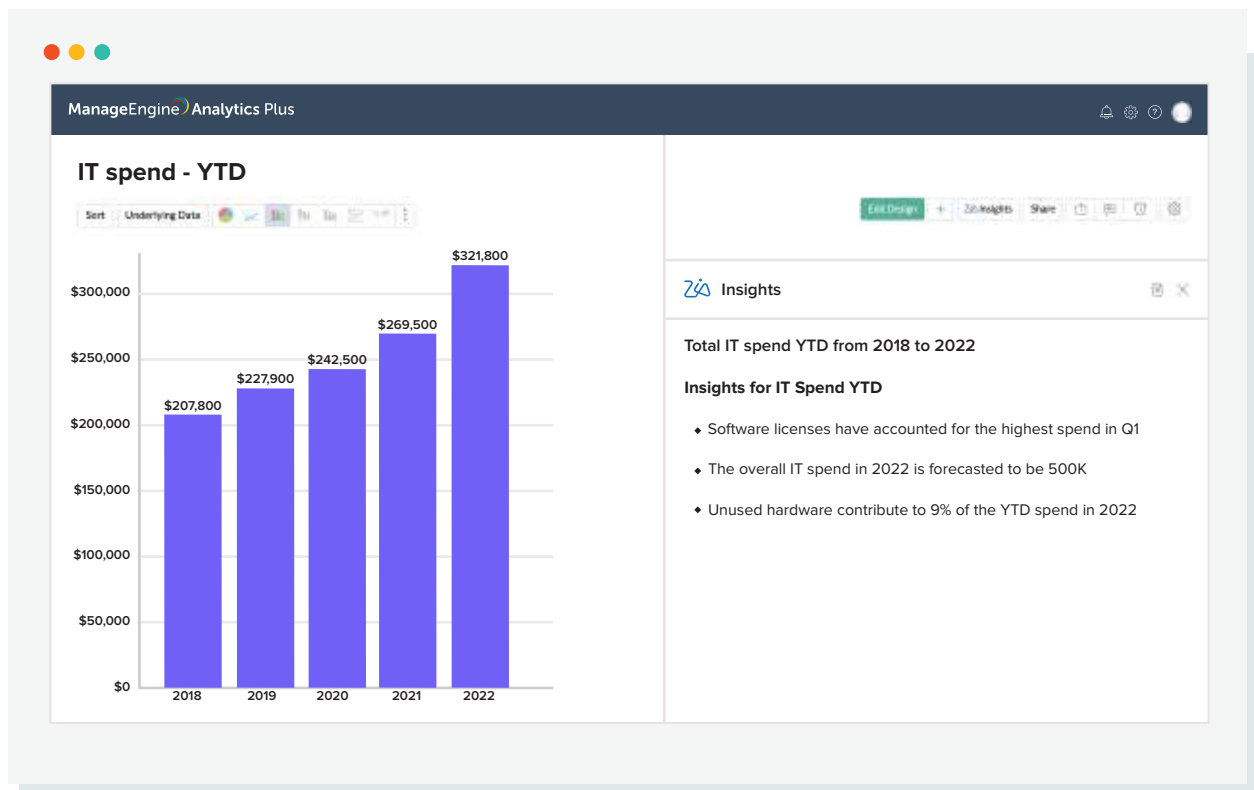 ManageEngine Analytics Plus
IT spend - YTD
Sort Underlying Data
Edit Design + Zia Insights Share
$321,800
$300,000
$269,500
$250,000
$242,500
$227,900
$207,800
$200,000
$150,000
$100,000
$50,000
$0
2018 2019 2020 2021 2022
Zia Insights
Total IT spend YTD from 2018 to 2022
Insights for IT Spend YTD
◆ Software licenses have accounted for the highest spend in Q1
◆ The overall IT spend in 2022 is forecasted to be 500K
◆ Unused hardware contribute to 9% of the YTD spend in 2022